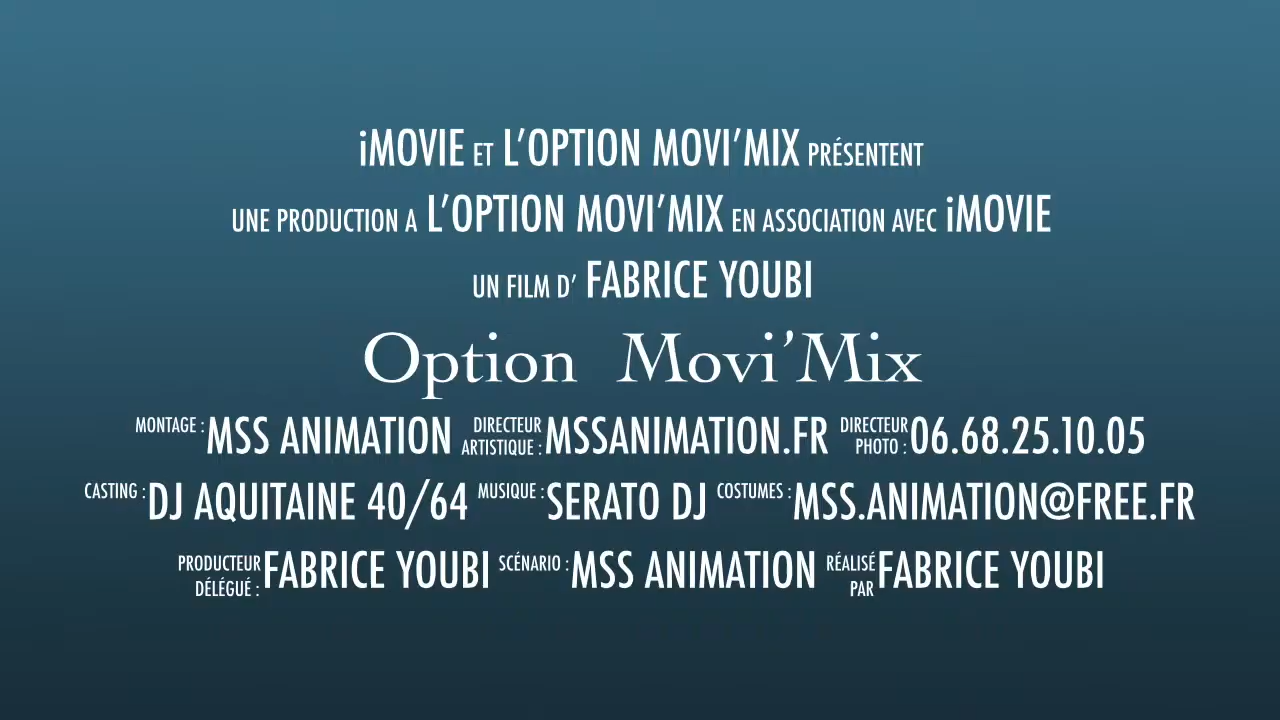 iMOVIE ET L'OPTION MOVI'MIX PRÉSENTENT
UNE PRODUCTION A L'OPTION MOVI'MIX EN ASSOCIATION AVEC iMOVIE
UN FILM D' FABRICE YOUBI
Option Movi'Mix
MONTAGE : MSS ANIMATION DIRECTEUR ARTISTIQUE : MSSANIMATION.FR DIRECTEUR PHOTO : 06.68.25.10.05
CASTING : DJ AQUITAINE 40/64 MUSIQUE : SERATO DJ COSTUMES : MSS.ANIMATION@FREE.FR
PRODUCTEUR DÉLÉGUÉ : FABRICE YOUBI SCÉNARIO : MSS ANIMATION RÉALISÉ PAR FABRICE YOUBI